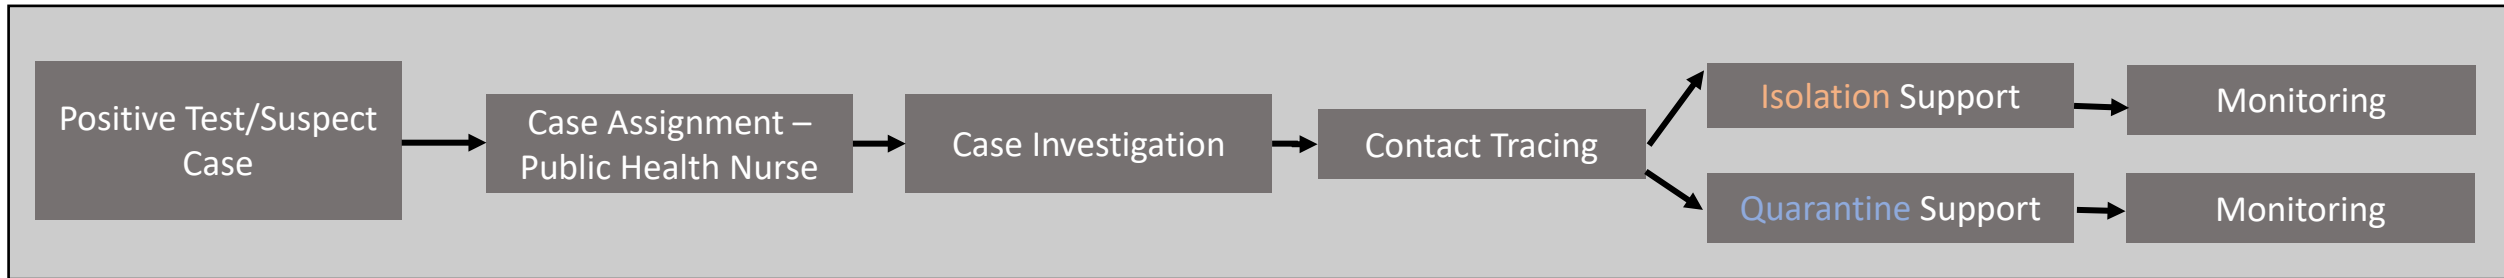 Positive Test/Suspect
Case
Case Assignment –
Public Health Nurse
Case Investigation
Contact Tracing
Isolation Support
Monitoring
Quarantine Support
Monitoring